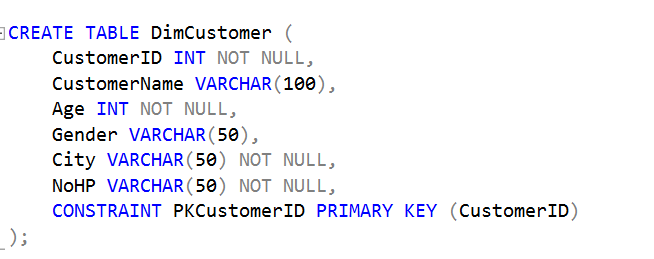 CREATE TABLE DimCustomer (
CustomerID INT NOT NULL,
CustomerName VARCHAR(100),
Age INT NOT NULL,
Gender VARCHAR(50),
City VARCHAR(50) NOT NULL,
NoHP VARCHAR(50) NOT NULL,
CONSTRAINT PKCustomerID PRIMARY KEY (CustomerID)
);